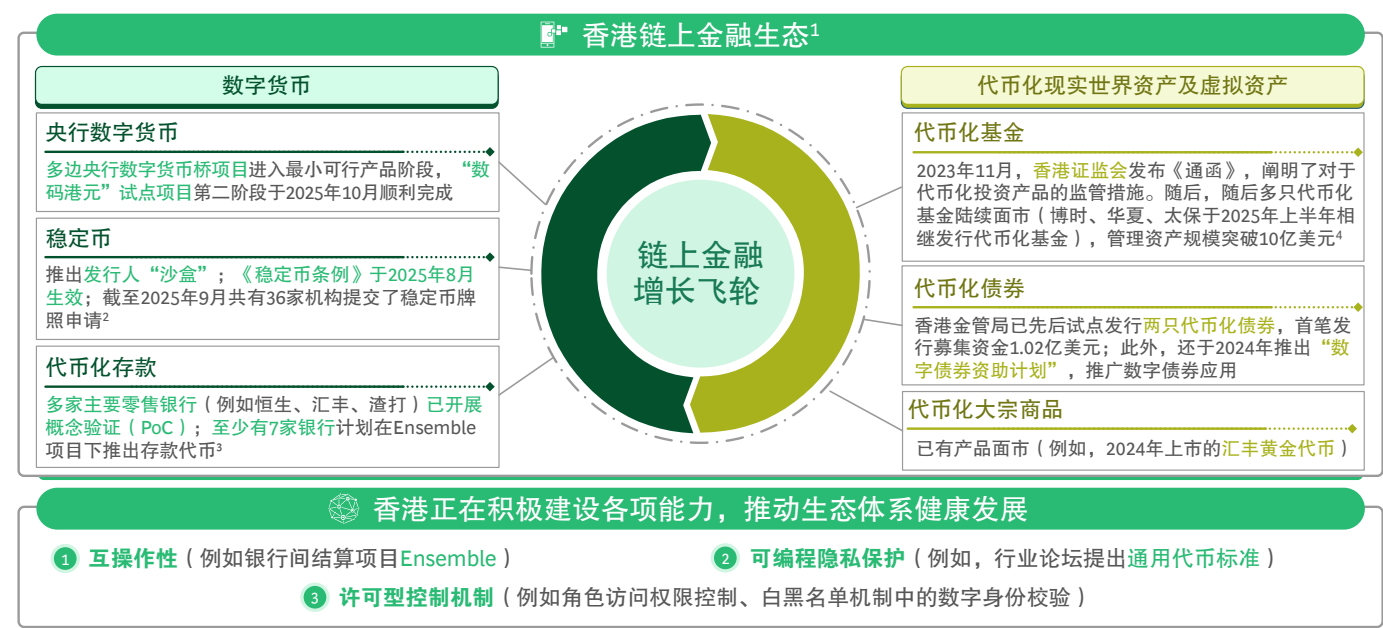 香港链上金融生态1
数字货币
央行数字货币
多边央行数字货币桥项目进入最小可行产品阶段，“数
码港元”试点项目第二阶段于2025年10月顺利完成
稳定币
推出发行人“沙盒”；《稳定币条例》于2025年8月
生效；截至2025年9月共有36家机构提交了稳定币牌
照申请2
代币化存款
多家主要零售银行（例如恒生、汇丰、渣打）已开展
概念验证（PoC）；至少有7家银行计划在Ensemble
项目下推出存款代币3
链上金融
增长飞轮
代币化现实世界资产及虚拟资产
代币化基金
2023年11月，香港证监会发布《通函》，阐明了对于
代币化投资产品的监管措施。随后，随后多只代币化
基金陆续面市（博时、华夏、太保于2025年上半年相
继发行代币化基金），管理资产规模突破10亿美元4
代币化债券
香港金管局已先后试点发行两只代币化债券，首笔发
行募集资金1.02亿美元；此外，还于2024年推出“数
字债券资助计划”，推广数字债券应用
代币化大宗商品
已有产品面市（例如，2024年上市的汇丰黄金代币）
香港正在积极建设各项能力，推动生态体系健康发展
1 互操作性（例如银行间结算项目Ensemble）
2 可编程隐私保护（例如，行业论坛提出通用代币标准）
3 许可型控制机制（例如角色访问权限控制、白黑名单机制中的数字身份校验）